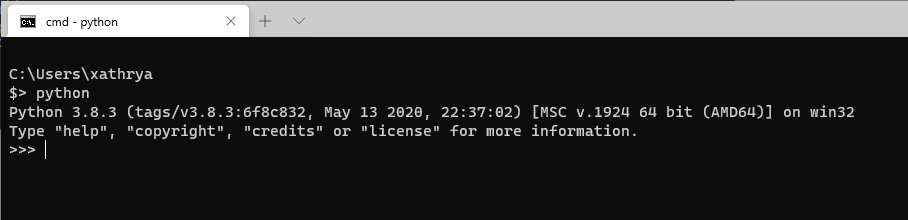 cmd - python
C:\Users\xathrya
$> python
Python 3.8.3 (tags/v3.8.3:6f8c832, May 13 2020, 22:37:02) [MSC v.1924 64 bit (AMD64)] on win32
Type "help", "copyright", "credits" or "license" for more information.
>>>